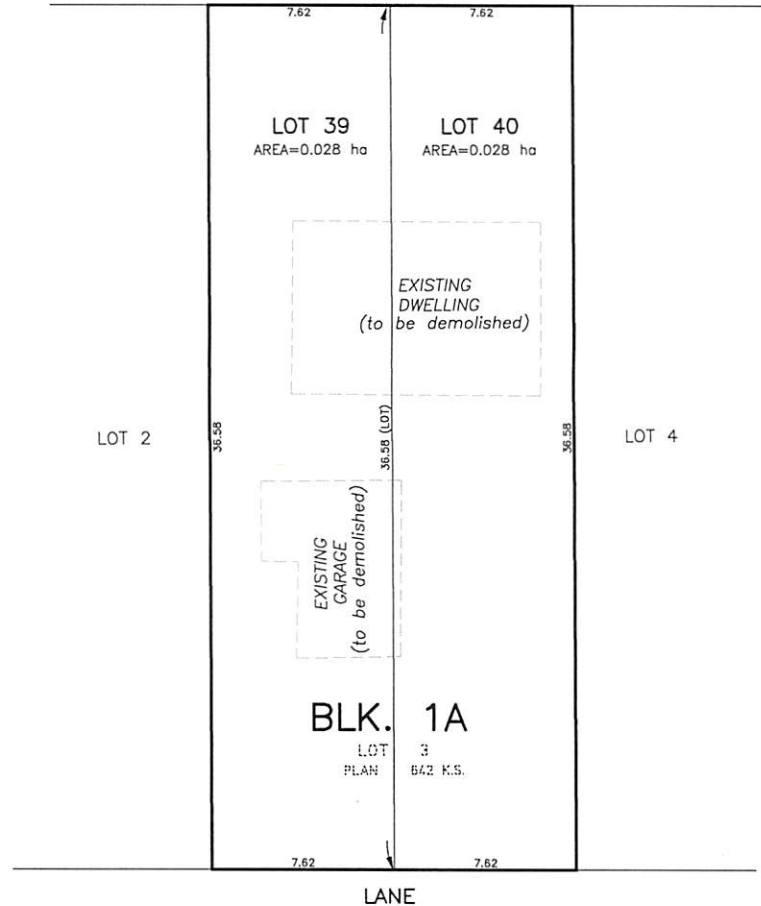 7.62
7.62
LOT 39
AREA=0.028 ha
LOT 40
AREA=0.028 ha
EXISTING
DWELLING
(to be demolished)
LOT 2
36.58
36.58 (LOT)
36.58
LOT 4
EXISTING
GARAGE
(to be demolished)
BLK. 1A
LOT 3
PLAN 642 K.S.
7.62
7.62
LANE